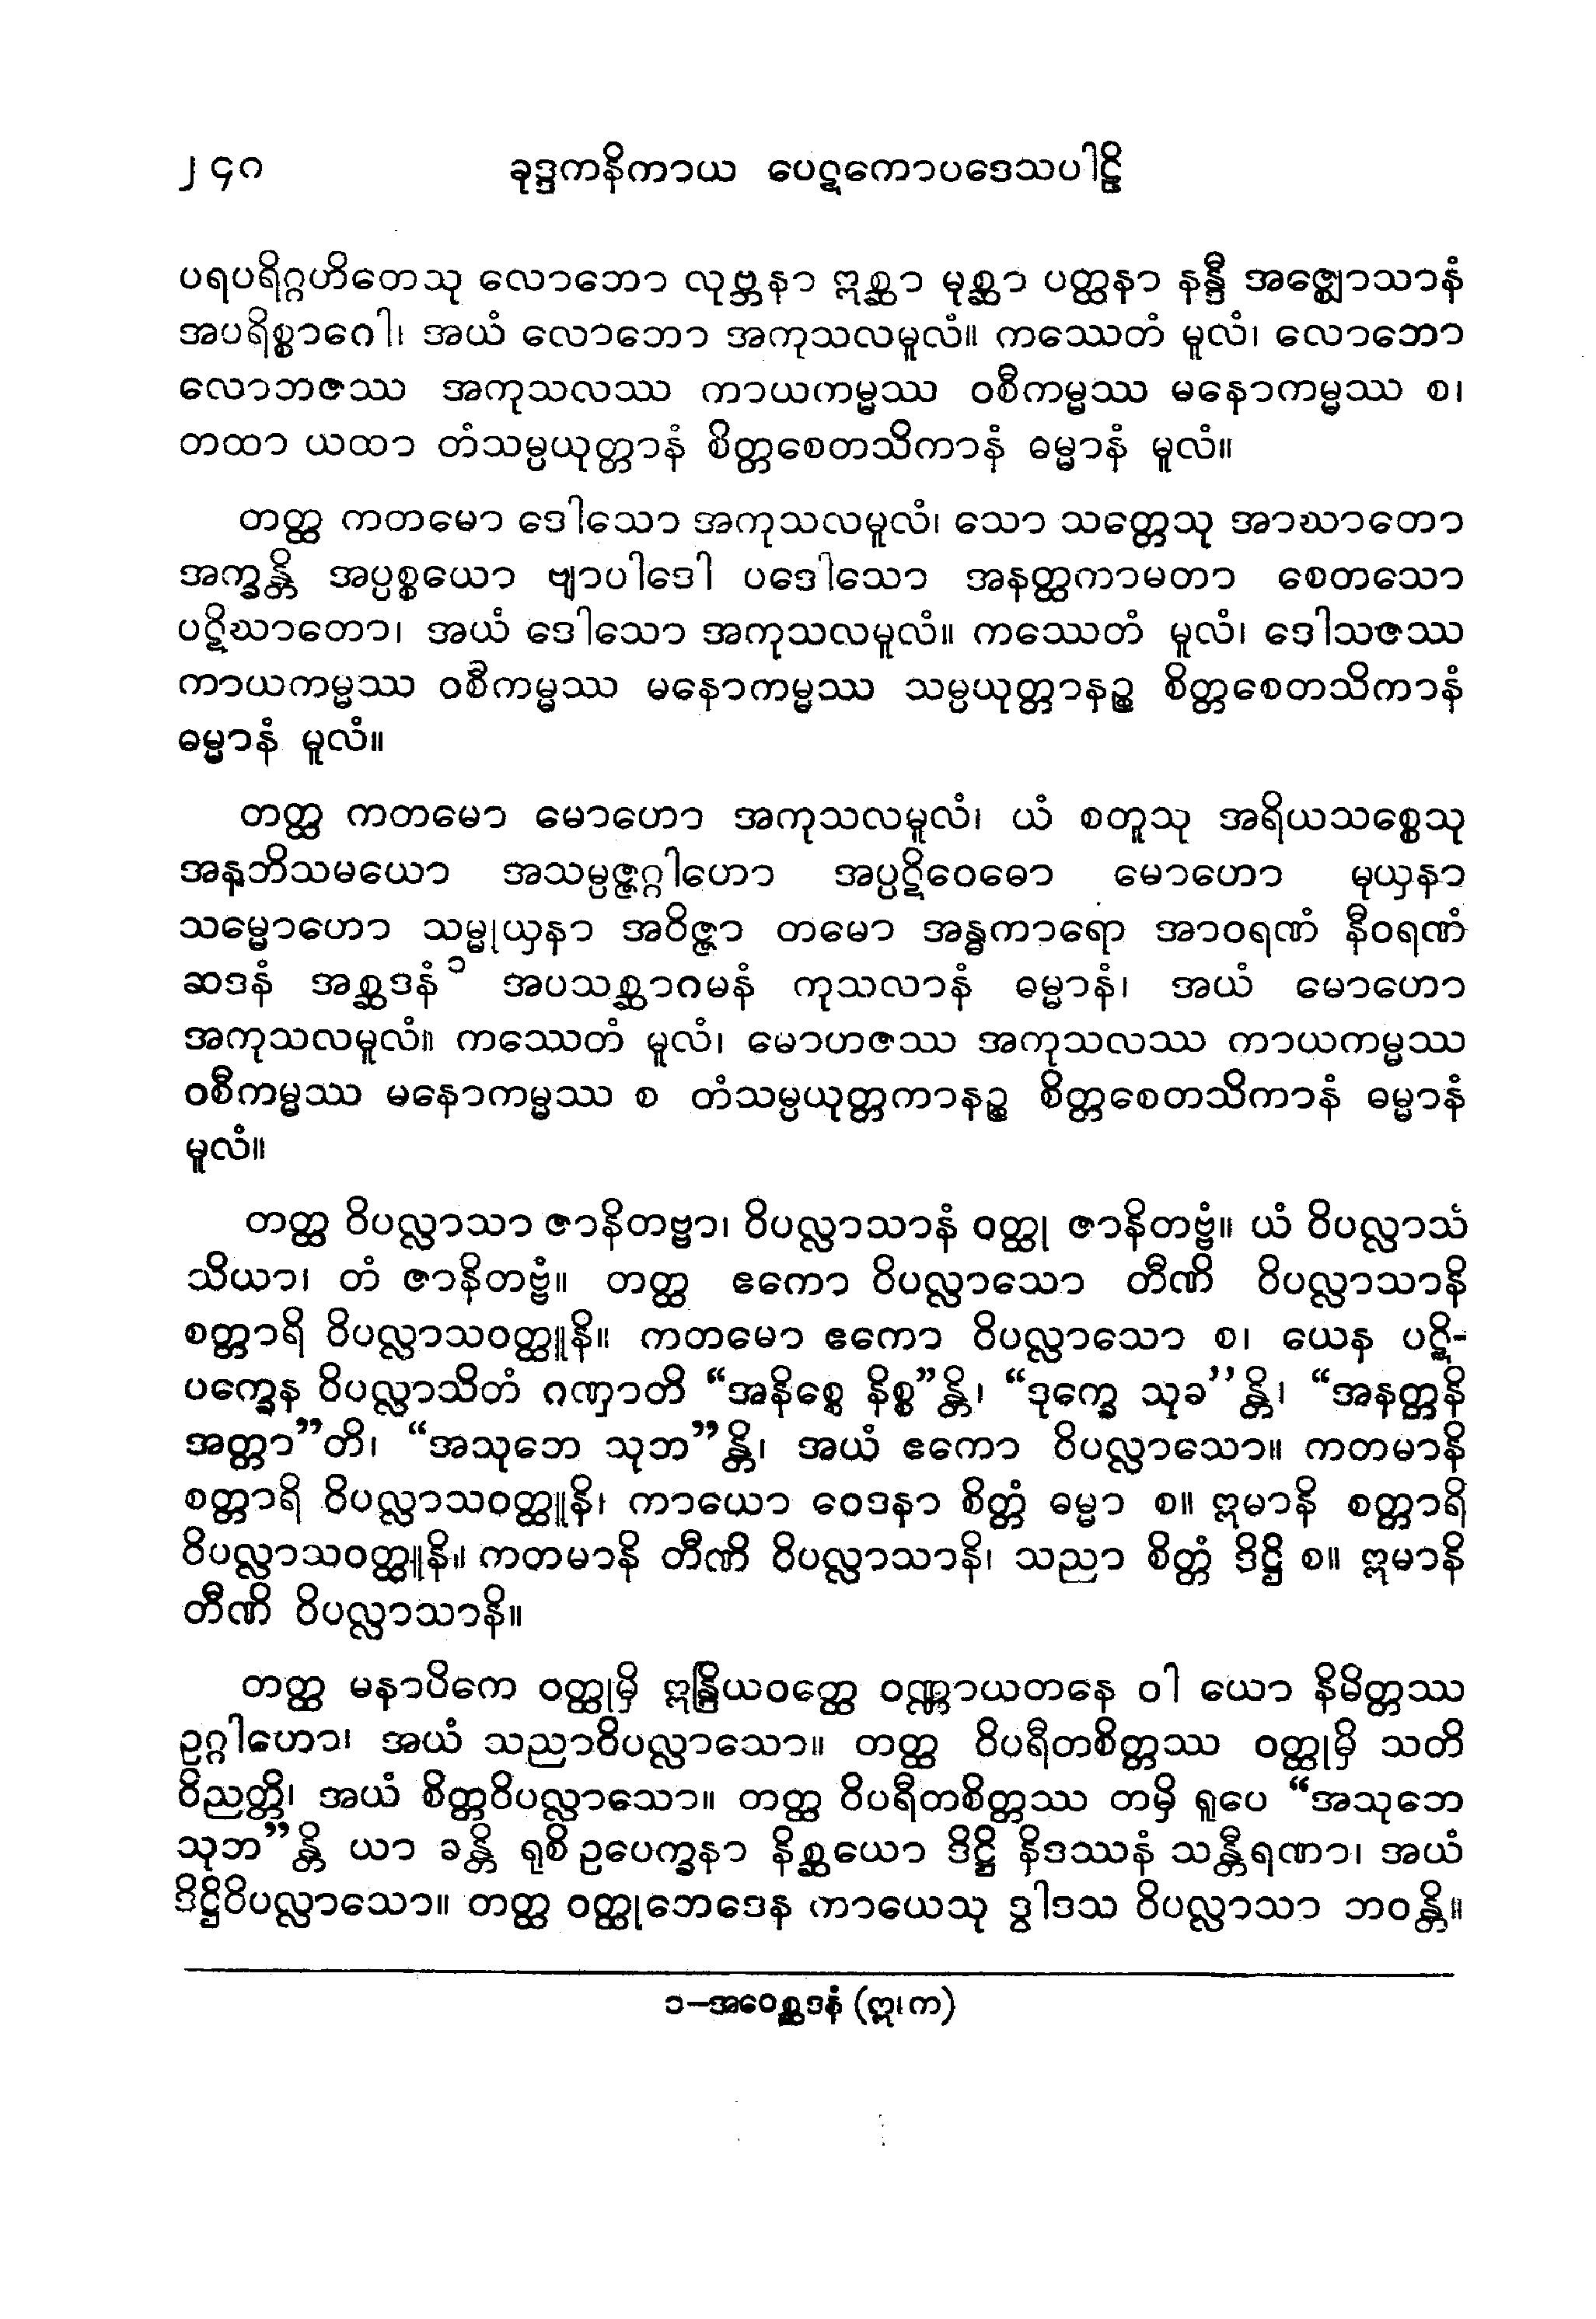 ၂၄၀ ခုဒ္ဒကနိကာယ ပေဋကောပဒေသပါဠိ
ပရပရိဂ္ဂဟိတေသု လောဘော လုဗ္ဘနာ ဣစ္ဆာ မုစ္ဆာ ပတ္ထနာ နန္ဒီ အဇ္ဈောသာနံ
အပရိစ္စာဂေါ၊ အယံ လောဘော အကုသလမူလံ။ ကဿေတံ မူလံ၊ လောဘော
လောဘဇဿ အကုသလဿ ကာယကမ္မဿ ဝစီကမ္မဿ မနောကမ္မဿ စ၊
တထာ ယထာ တံသမ္ပယုတ္တာနံ စိတ္တစေတသိကာနံ ဓမ္မာနံ မူလံ။
တတ္ထ ကတမော ဒေါသော အကုသလမူလံ၊ သော သတ္တေသု အာဃာတော
အက္ခန္တိ အပ္ပစ္စယော ဗျာပါဒေါ ပဒေါသော အနတ္ထကာမတာ စေတသော
ပဋိဃာတော၊ အယံ ဒေါသော အကုသလမူလံ။ ကဿေတံ မူလံ၊ ဒေါသဇဿ
ကာယကမ္မဿ ဝစီကမ္မဿ မနောကမ္မဿ သမ္ပယုတ္တာနဉ္စ စိတ္တစေတသိကာနံ
ဓမ္မာနံ မူလံ။
တတ္ထ ကတမော မောဟော အကုသလမူလံ၊ ယံ စတူသု အရိယသစ္စေသု
အနဘိသမယော အသမ္ပဇ္ဇဂ္ဂါဟော အပ္ပဋိဝေဓော မောဟော မုယှနာ
သမ္မောဟော သမ္မုယှနာ အဝိဇ္ဇာ တမော အန္ဓကာရော အာဝရဏံ နီဝရဏံ
ဆဒနံ အစ္ဆဒနံ ၁ အပသစ္ဆာဂမနံ ကုသလာနံ ဓမ္မာနံ၊ အယံ မောဟော
အကုသလမူလံ။ ကဿေတံ မူလံ၊ မောဟဇဿ အကုသလဿ ကာယကမ္မဿ
ဝစီကမ္မဿ မနောကမ္မဿ စ တံသမ္ပယုတ္တကာနဉ္စ စိတ္တစေတသိကာနံ ဓမ္မာနံ
မူလံ။
တတ္ထ ဝိပလ္လာသာ ဇာနိတဗ္ဗာ၊ ဝိပလ္လာသာနံ ဝတ္ထု ဇာနိတဗ္ဗံ။ ယံ ဝိပလ္လာသံ
သိယာ၊ တံ ဇာနိတဗ္ဗံ။ တတ္ထ ဧကော ဝိပလ္လာသော တီဏိ ဝိပလ္လာသာနိ
စတ္တာရိ ဝိပလ္လာသဝတ္ထူနိ။ ကတမော ဧကော ဝိပလ္လာသော စ၊ ယေန ပဋိ-
ပက္ခေန ဝိပလ္လာသိတံ ဂဏှာတိ “အနိစ္စေ နိစ္စ”န္တိ၊ “ဒုက္ခေ သုခ”န္တိ၊ “အနတ္တနိ
အတ္တာ”တိ၊ “အသုဘေ သုဘ”န္တိ၊ အယံ ဧကော ဝိပလ္လာသော။ ကတမာနိ
စတ္တာရိ ဝိပလ္လာသဝတ္ထူနိ၊ ကာယော ဝေဒနာ စိတ္တံ ဓမ္မာ စ။ ဣမာနိ စတ္တာရိ
ဝိပလ္လာသဝတ္ထူနိ။ ကတမာနိ တီဏိ ဝိပလ္လာသာနိ၊ သညာ စိတ္တံ ဒိဋ္ဌိ စ။ ဣမာနိ
တီဏိ ဝိပလ္လာသာနိ။
တတ္ထ မနာပိကေ ဝတ္ထုမှိ ဣန္ဒြိယဝတ္ထေ ဝဏ္ဏာယတနေ ဝါ ယော နိမိတ္တဿ
ဥဂ္ဂါဟော၊ အယံ သညာဝိပလ္လာသော။ တတ္ထ ဝိပရီတစိတ္တဿ ဝတ္ထုမှိ သတိ
ဝိညတ္တိ၊ အယံ စိတ္တဝိပလ္လာသော။ တတ္ထ ဝိပရီတစိတ္တဿ တမှိ ရူပေ “အသုဘေ
သုဘ”န္တိ ယာ ခန္တိ ရုစိ ဥပေက္ခနာ နိစ္ဆယော ဒိဋ္ဌိ နိဒဿနံ သန္တီရဏာ၊ အယံ
ဒိဋ္ဌိဝိပလ္လာသော။ တတ္ထ ဝတ္ထုဘေဒေန ကာယေသု ဒွါဒသ ဝိပလ္လာသာ ဘဝန္တိ။
၁−အဝေစ္ဆဒနံ (ဣ၊ က)